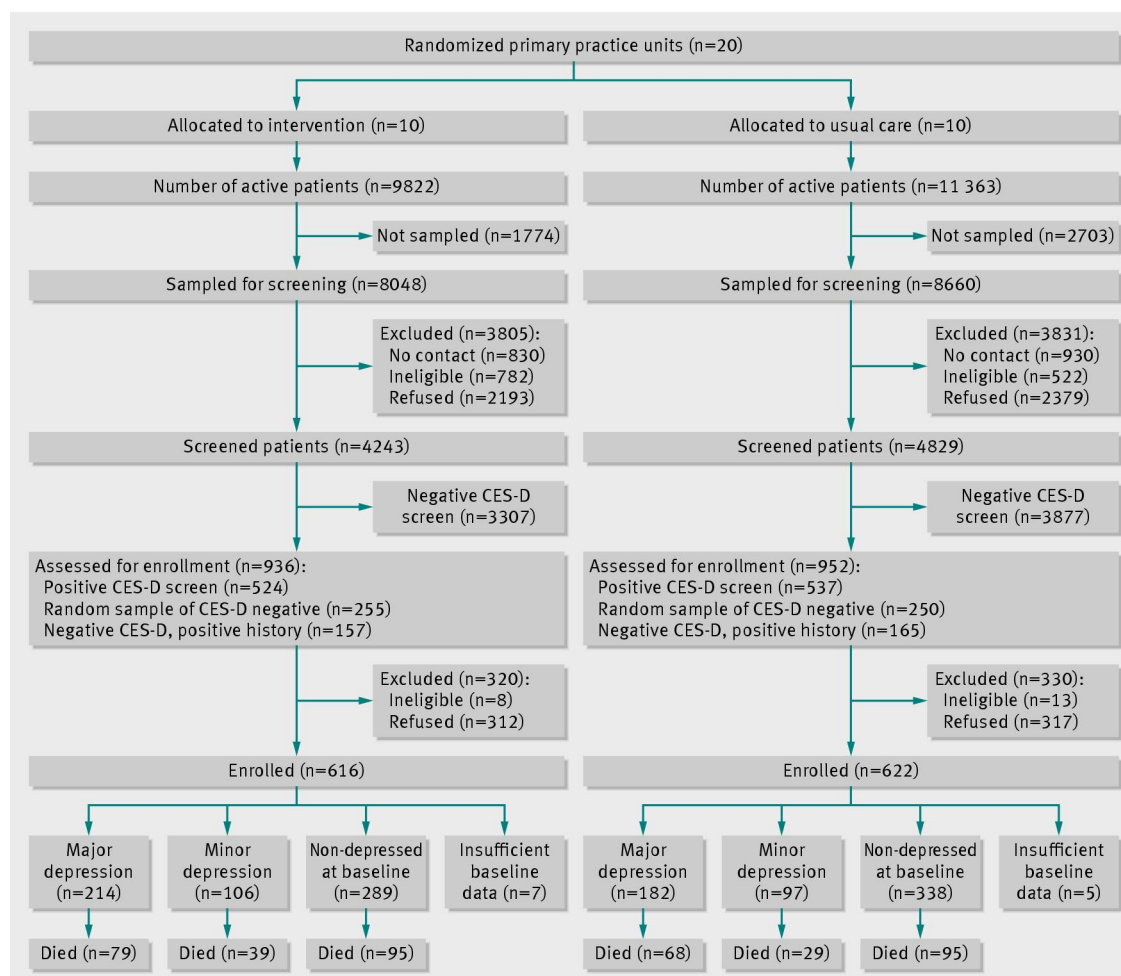 Randomized primary practice units (n=20)
Allocated to intervention (n=10)
Number of active patients (n=9822)
Not sampled (n=1774)
Sampled for screening (n=8048)
Excluded (n=3805):
No contact (n=830)
Ineligible (n=782)
Refused (n=2193)
Screened patients (n=4243)
Negative CES-D
screen (n=3307)
Assessed for enrollment (n=936):
Positive CES-D screen (n=524)
Random sample of CES-D negative (n=255)
Negative CES-D, positive history (n=157)
Excluded (n=320):
Ineligible (n=8)
Refused (n=312)
Enrolled (n=616)
Major
depression
(n=214)
Minor
depression
(n=106)
Non-depressed
at baseline
(n=289)
Insufficient
baseline
data (n=7)
Died (n=79)
Died (n=39)
Died (n=95)
Allocated to usual care (n=10)
Number of active patients (n=11 363)
Not sampled (n=2703)
Sampled for screening (n=8660)
Excluded (n=3831):
No contact (n=930)
Ineligible (n=522)
Refused (n=2379)
Screened patients (n=4829)
Negative CES-D
screen (n=3877)
Assessed for enrollment (n=952):
Positive CES-D screen (n=537)
Random sample of CES-D negative (n=250)
Negative CES-D, positive history (n=165)
Excluded (n=330):
Ineligible (n=13)
Refused (n=317)
Enrolled (n=622)
Major
depression
(n=182)
Minor
depression
(n=97)
Non-depressed
at baseline
(n=338)
Insufficient
baseline
data (n=5)
Died (n=68)
Died (n=29)
Died (n=95)